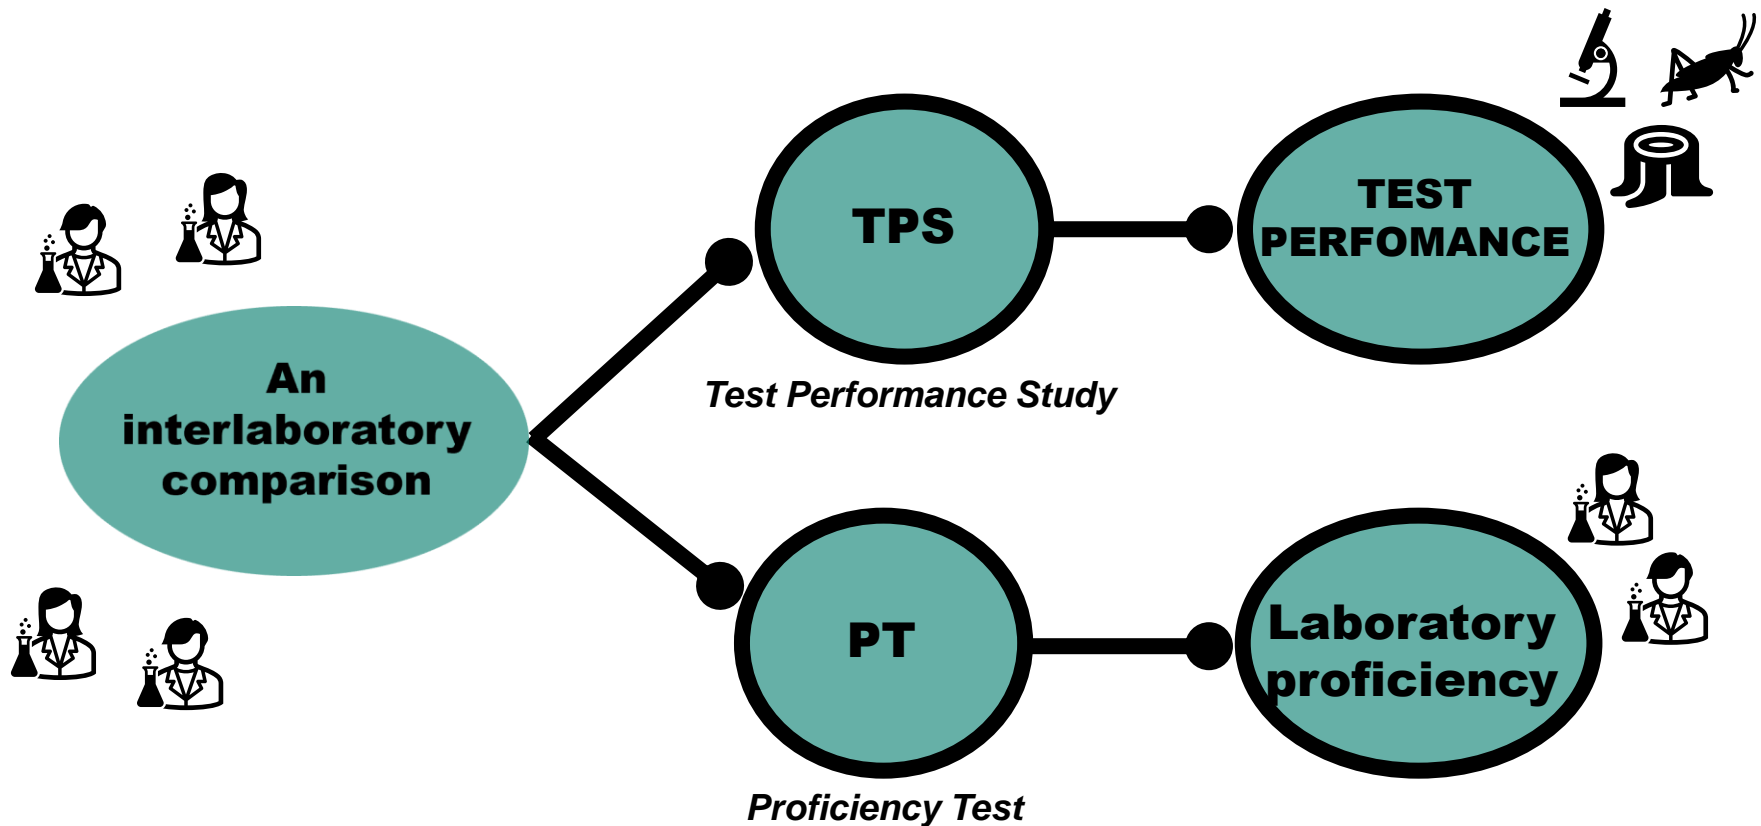 An
interlaboratory
comparison
TPS
Test Performance Study
TEST
PERFOMANCE
PT
Proficiency Test
Laboratory
proficiency